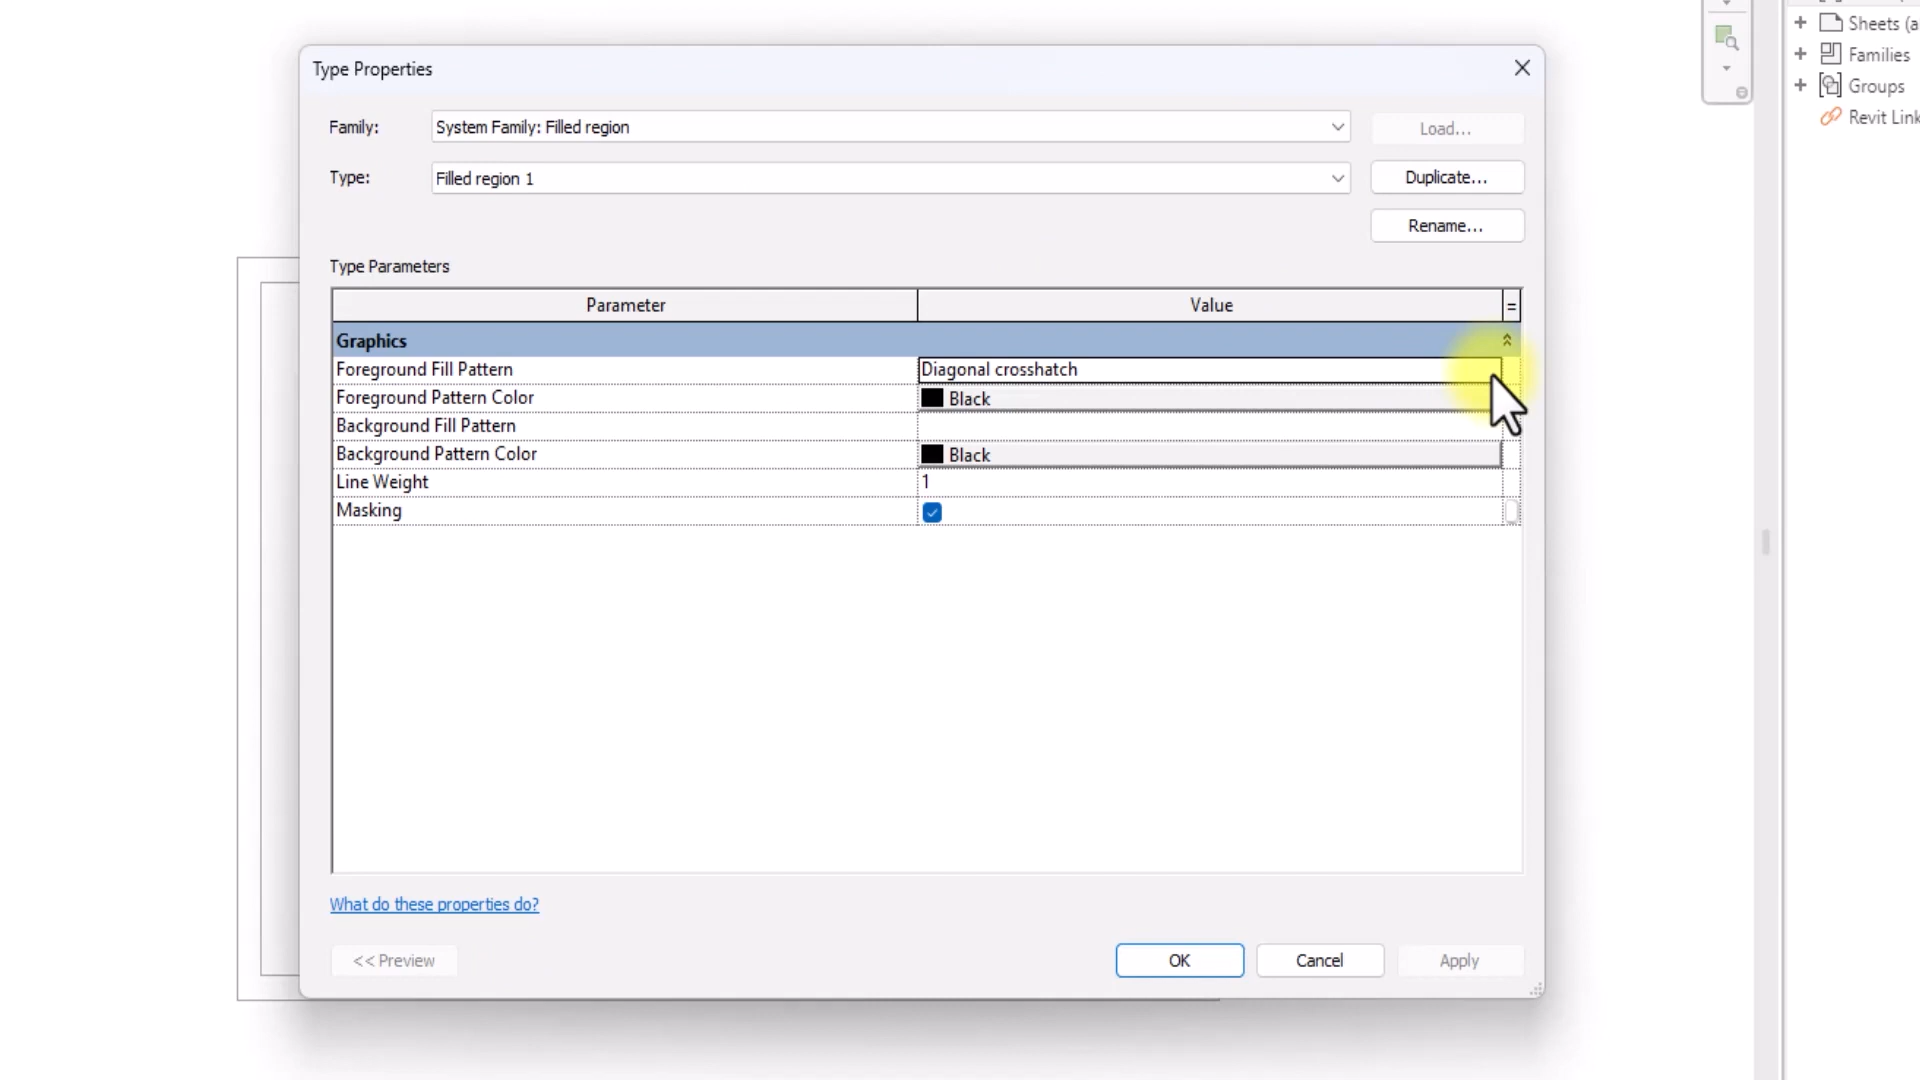 Type Properties
Family:
System Family: Filled region
Load...
Type:
Filled region 1
Duplicate...
Rename...
Type Parameters
Parameter
Value
=
Graphics
Foreground Fill Pattern
Diagonal crosshatch
Foreground Pattern Color
Black
Background Fill Pattern
Background Pattern Color
Black
Line Weight
1
Masking
What do these properties do?
<< Preview
OK
Cancel
Apply
Sheets (a
Families
Groups
Revit Link